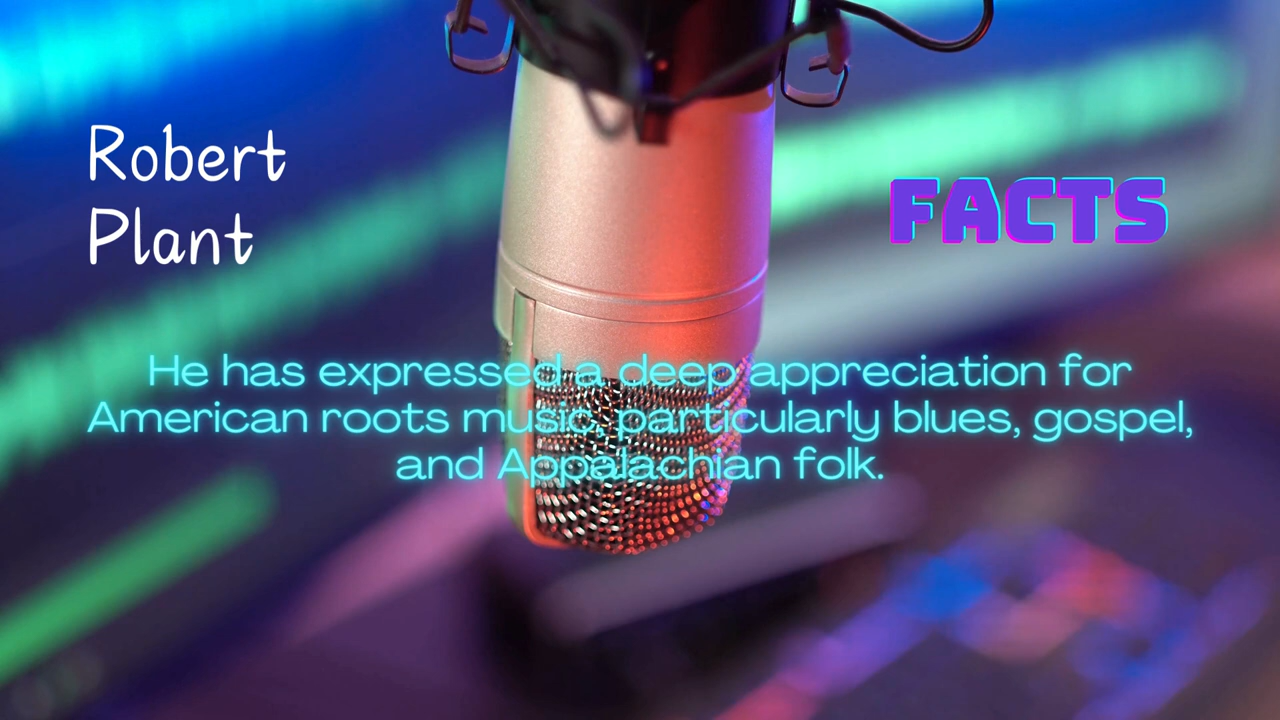 Robert
Plant
FACTS
He has expressed a deep appreciation for
American roots music, particularly blues, gospel,
and Appalachian folk.